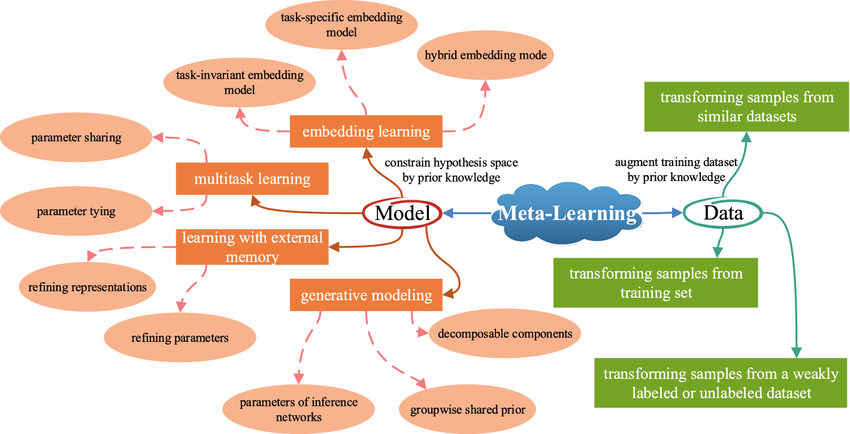 task-specific embedding
model
hybrid embedding mode
task-invariant embedding
model
transforming samples from
similar datasets
parameter sharing
embedding learning
constrain hypothesis space
by prior knowledge
augment training dataset
by prior knowledge
multitask learning
parameter tying
Model
Meta-Learning
Data
learning with external
memory
refining representations
transforming samples from
training set
generative modeling
refining parameters
decomposable components
transforming samples from a weakly
labeled or unlabeled dataset
parameters of inference
networks
groupwise shared prior